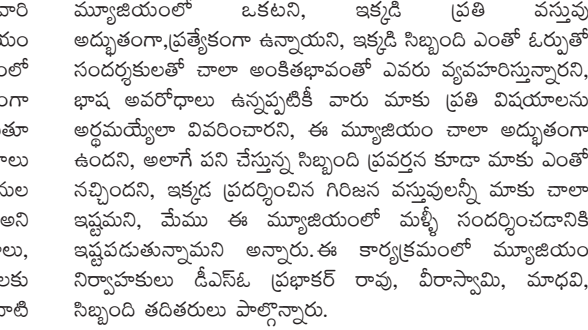 వారి
యం
ంలో
ంగా
తూ
ాలు
నుల
అని
ాలు,
లకు
నాటి
మ్యూజియంలో ఒకటని, ఇక్కడి ప్రతి వస్తువు
అద్భుతంగా,ప్రత్యేకంగా ఉన్నాయని, ఇక్కడి సిబ్బంది ఎంతో ఓర్పుతో
సందర్శకులతో చాలా అంకితభావంతో ఎవరు వ్యవహరిస్తున్నారని,
భాష అవరోధాలు ఉన్నప్పటికీ వారు మాకు ప్రతి విషయాలను
అర్థమయ్యేలా వివరించారని, ఈ మ్యూజియం చాలా అద్భుతంగా
ఉందని, అలాగే పని చేస్తున్న సిబ్బంది ప్రవర్తన కూడా మాకు ఎంతో
నచ్చిందని, ఇక్కడ ప్రదర్శించిన గిరిజన వస్తువులన్నీ మాకు చాలా
ఇష్టమని, మేము ఈ మ్యూజియంలో మళ్ళీ సందర్శించడానికి
ఇష్టపడుతున్నామని అన్నారు.ఈ కార్యక్రమంలో మ్యూజియం
నిర్వాహకులు డీఎస్ఓ ప్రభాకర్ రావు, వీరాస్వామి, మాధవి,
సిబ్బంది తదితరులు పాల్గొన్నారు.